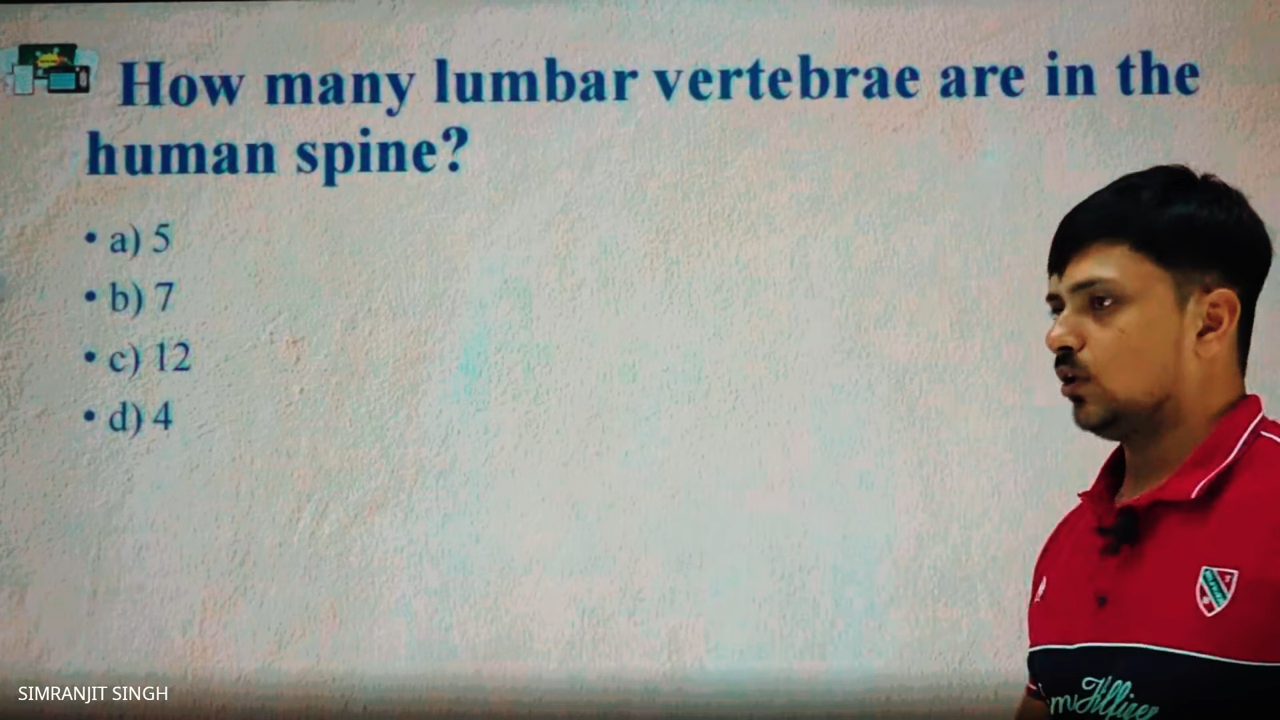 How many lumbar vertebrae are in the
human spine?
• a) 5
• b) 7
• c) 12
• d) 4
SIMRANJIT SINGH